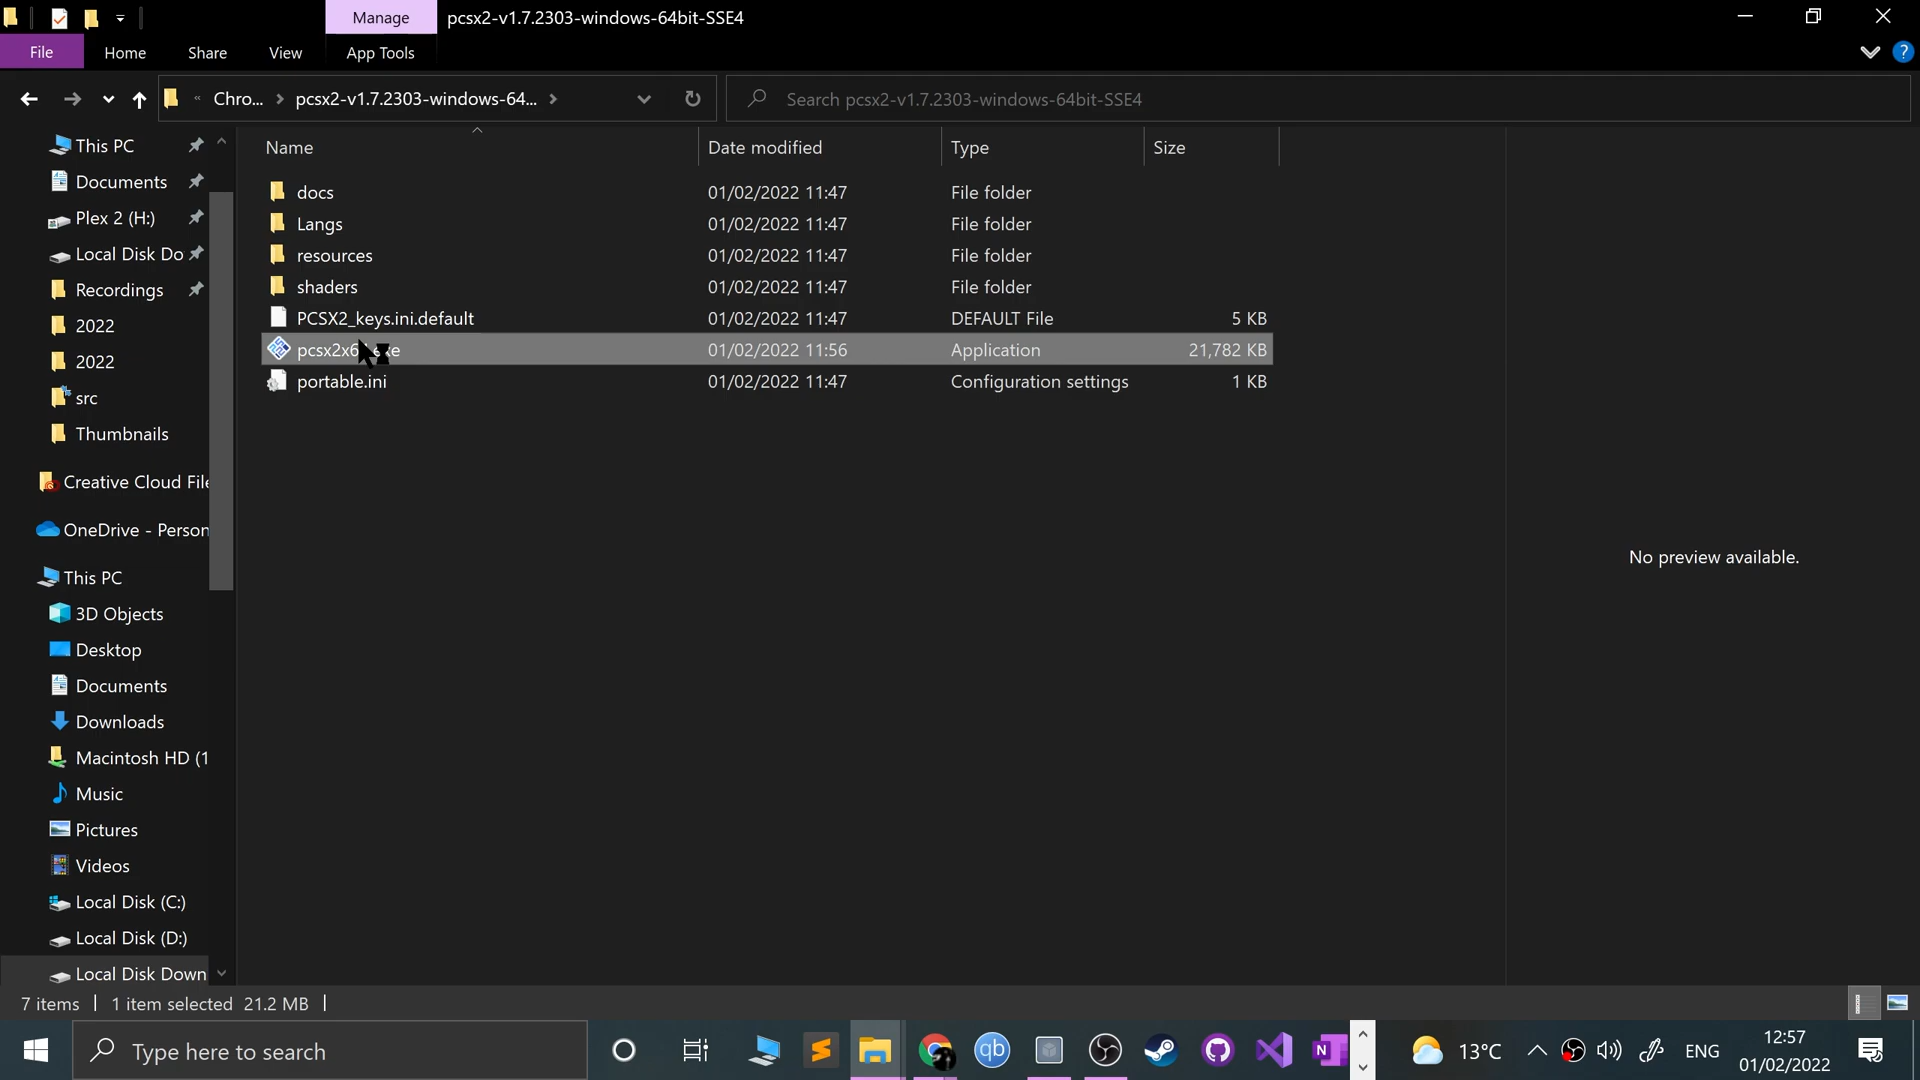 Manage
pcsx2-v1.7.2303-windows-64bit-SSE4
File
Home
Share
View
App Tools
« Chro... > pcsx2-v1.7.2303-windows-64... >
Search pcsx2-v1.7.2303-windows-64bit-SSE4
This PC
Documents
Plex 2 (H:)
Local Disk Do
Recordings
2022
2022
src
Thumbnails
Creative Cloud File
OneDrive - Person
This PC
3D Objects
Desktop
Documents
Downloads
Macintosh HD (1
Music
Pictures
Videos
Local Disk (C:)
Local Disk (D:)
Local Disk Down
Name Date modified Type Size
docs 01/02/2022 11:47 File folder
Langs 01/02/2022 11:47 File folder
resources 01/02/2022 11:47 File folder
shaders 01/02/2022 11:47 File folder
PCSX2_keys.ini.default 01/02/2022 11:47 DEFAULT File 5 KB
01/02/2022 11:56 Application 21,782 KB
portable.ini 01/02/2022 11:47 Configuration settings 1 KB
No preview available.
7 items 1 item selected 21.2 MB
Type here to search
qb
N
13°C
ENG
12:57
01/02/2022